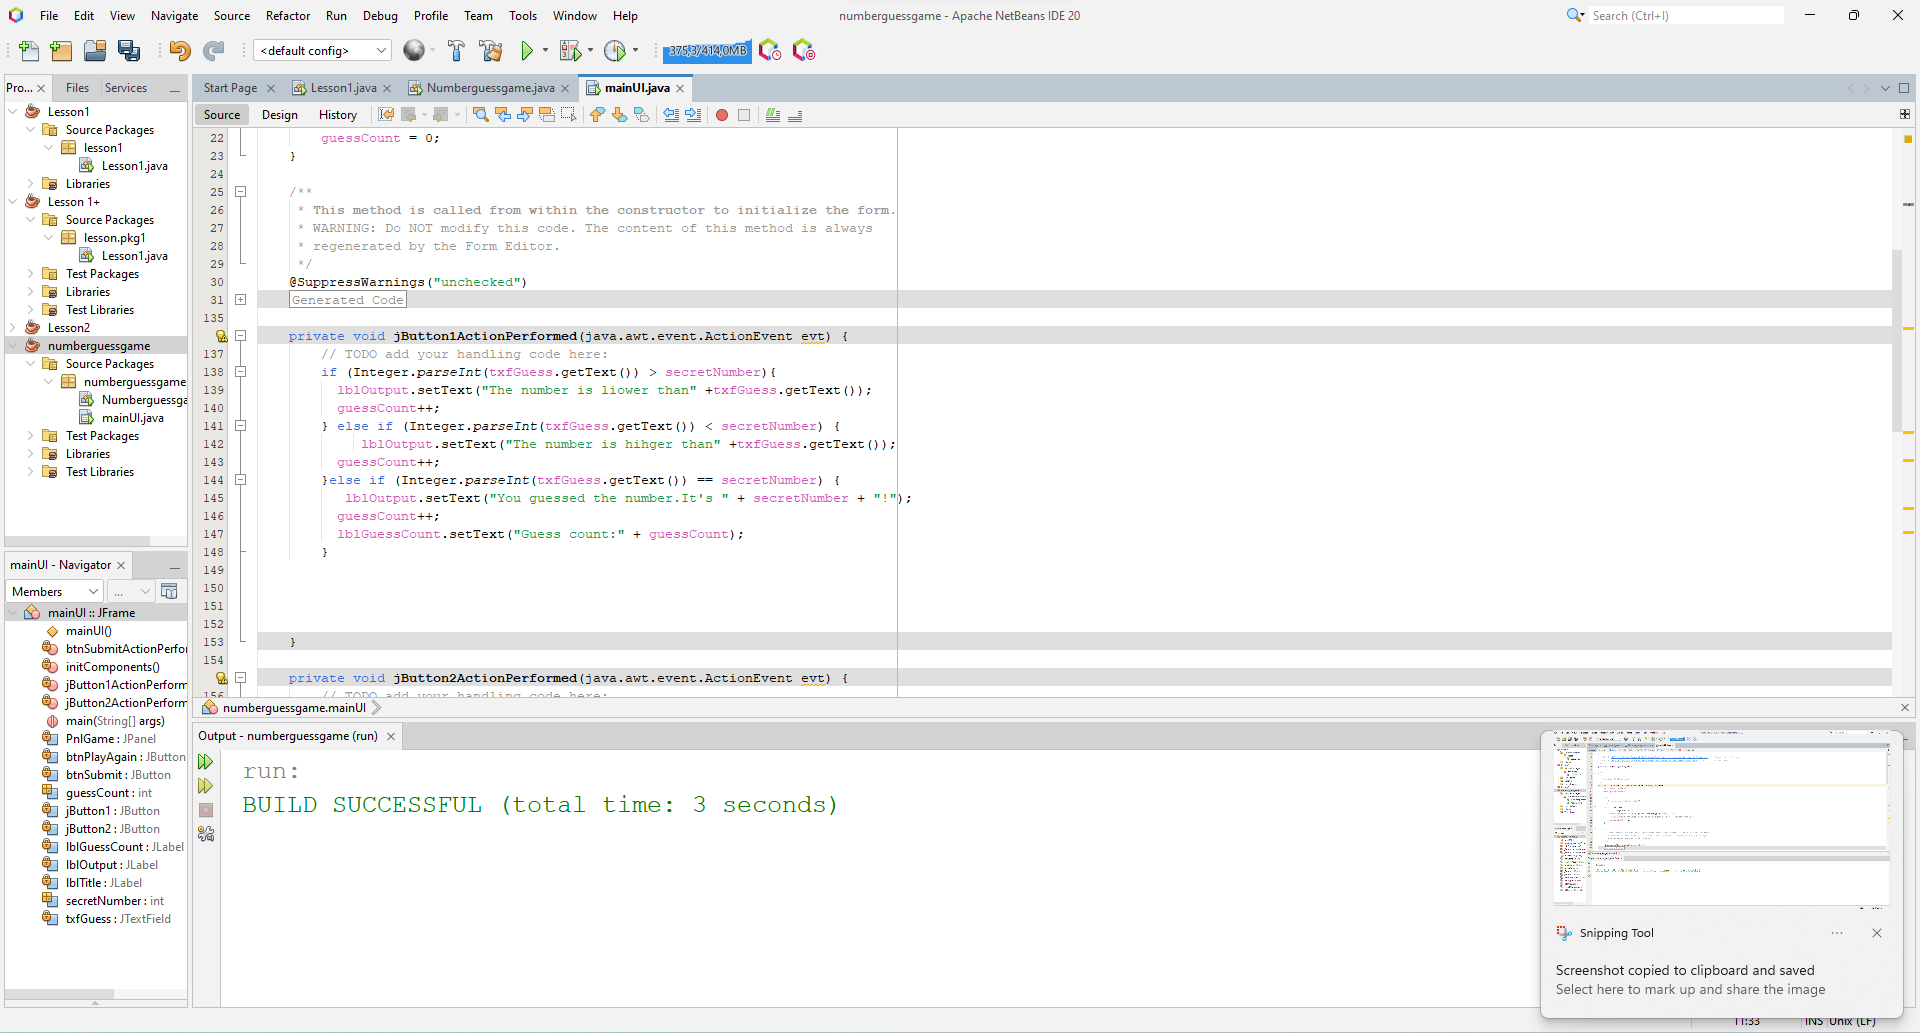 File Edit View Navigate Source Refactor Run Debug Profile Team Tools Window Help
numberguessgame - Apache NetBeans IDE 20
Search (Ctrl+I)
<default config>
375,3/414,0MB
Pro... Files Services
Start Page Lesson1.java Numberguessgame.java mainUI.java
Source Design History
Lesson1
Source Packages
lesson1
Lesson1.java
Libraries
Lesson 1+
Source Packages
lesson.pkg1
Lesson1.java
Test Packages
Libraries
Test Libraries
Lesson2
numberguessgame
Source Packages
numberguessgame
Numberguessga
mainUI.java
Test Packages
Libraries
Test Libraries
22 guessCount = 0;
23 }
24
25 /**
26 * This method is called from within the constructor to initialize the form.
27 * WARNING: Do NOT modify this code. The content of this method is always
28 * regenerated by the Form Editor.
29 */
30 @SuppressWarnings("unchecked")
31 Generated Code
135
private void jButton1ActionPerformed(java.awt.event.ActionEvent evt) {
137 // TODO add your handling code here:
138 if (Integer.parseInt(txfGuess.getText()) > secretNumber){
139 lblOutput.setText("The number is liower than" +txfGuess.getText());
140 guessCount++;
141 } else if (Integer.parseInt(txfGuess.getText()) < secretNumber) {
142 lblOutput.setText("The number is hihger than" +txfGuess.getText());
143 guessCount++;
144 }else if (Integer.parseInt(txfGuess.getText()) == secretNumber) {
145 lblOutput.setText("You guessed the number.It's " + secretNumber + "!");
146 guessCount++;
147 lblGuessCount.setText("Guess count:" + guessCount);
148 }
149
150
151
152
153 }
154
private void jButton2ActionPerformed(java.awt.event.ActionEvent evt) {
156 // TODO add your handling code here:
numberguessgame.mainUI
mainUI - Navigator
Members ...
mainUI :: JFrame
mainUI()
btnSubmitActionPerfor
initComponents()
jButton1ActionPerform
jButton2ActionPerform
main(String[] args)
PnlGame : JPanel
btnPlayAgain : JButton
btnSubmit : JButton
guessCount : int
jButton1 : JButton
jButton2 : JButton
lblGuessCount : JLabel
lblOutput : JLabel
lblTitle : JLabel
secretNumber : int
txfGuess : JTextField
Output - numberguessgame (run)
run:
BUILD SUCCESSFUL (total time: 3 seconds)
Snipping Tool
...
Screenshot copied to clipboard and saved
Select here to mark up and share the image
11:33 INS Unix (LF)